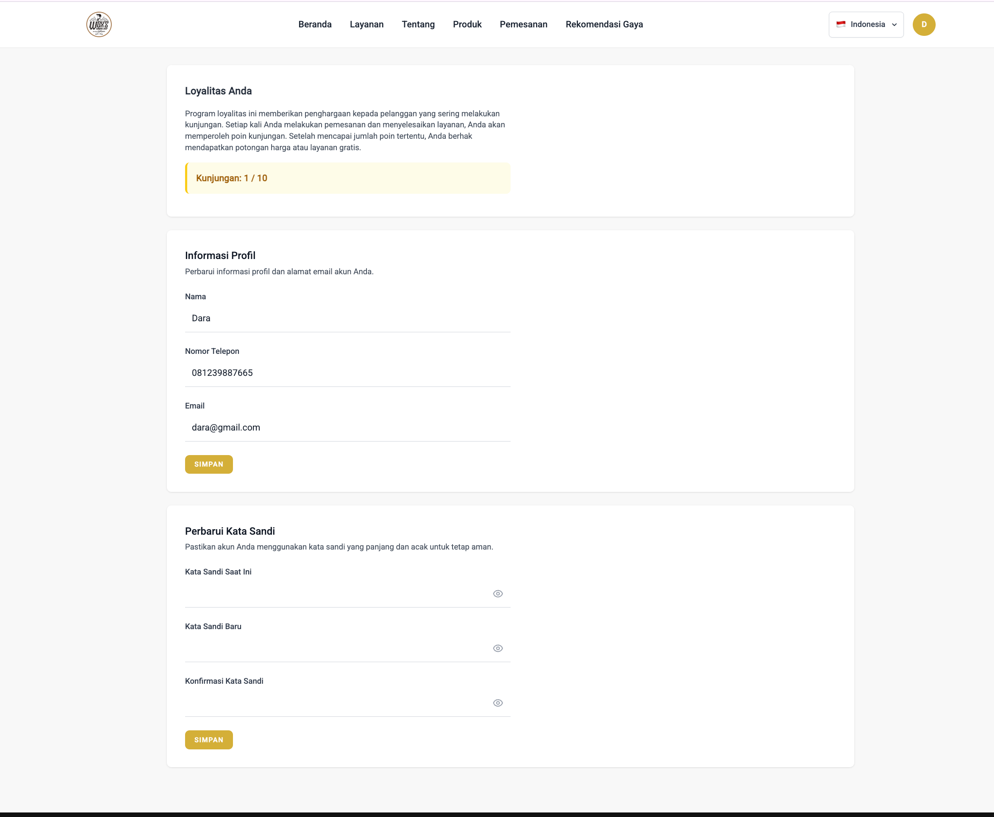 Beranda
Layanan
Tentang
Produk
Pemesanan
Rekomendasi Gaya
Indonesia
D
Loyalitas Anda
Program loyalitas ini memberikan penghargaan kepada pelanggan yang sering melakukan
kunjungan. Setiap kali Anda melakukan pemesanan dan menyelesaikan layanan, Anda akan
memperoleh poin kunjungan. Setelah mencapai jumlah poin tertentu, Anda berhak
mendapatkan potongan harga atau layanan gratis.
Kunjungan: 1 / 10
Informasi Profil
Perbarui informasi profil dan alamat email akun Anda.
Nama
Dara
Nomor Telepon
081239887665
Email
dara@gmail.com
SIMPAN
Perbarui Kata Sandi
Pastikan akun Anda menggunakan kata sandi yang panjang dan acak untuk tetap aman.
Kata Sandi Saat Ini
Kata Sandi Baru
Konfirmasi Kata Sandi
SIMPAN